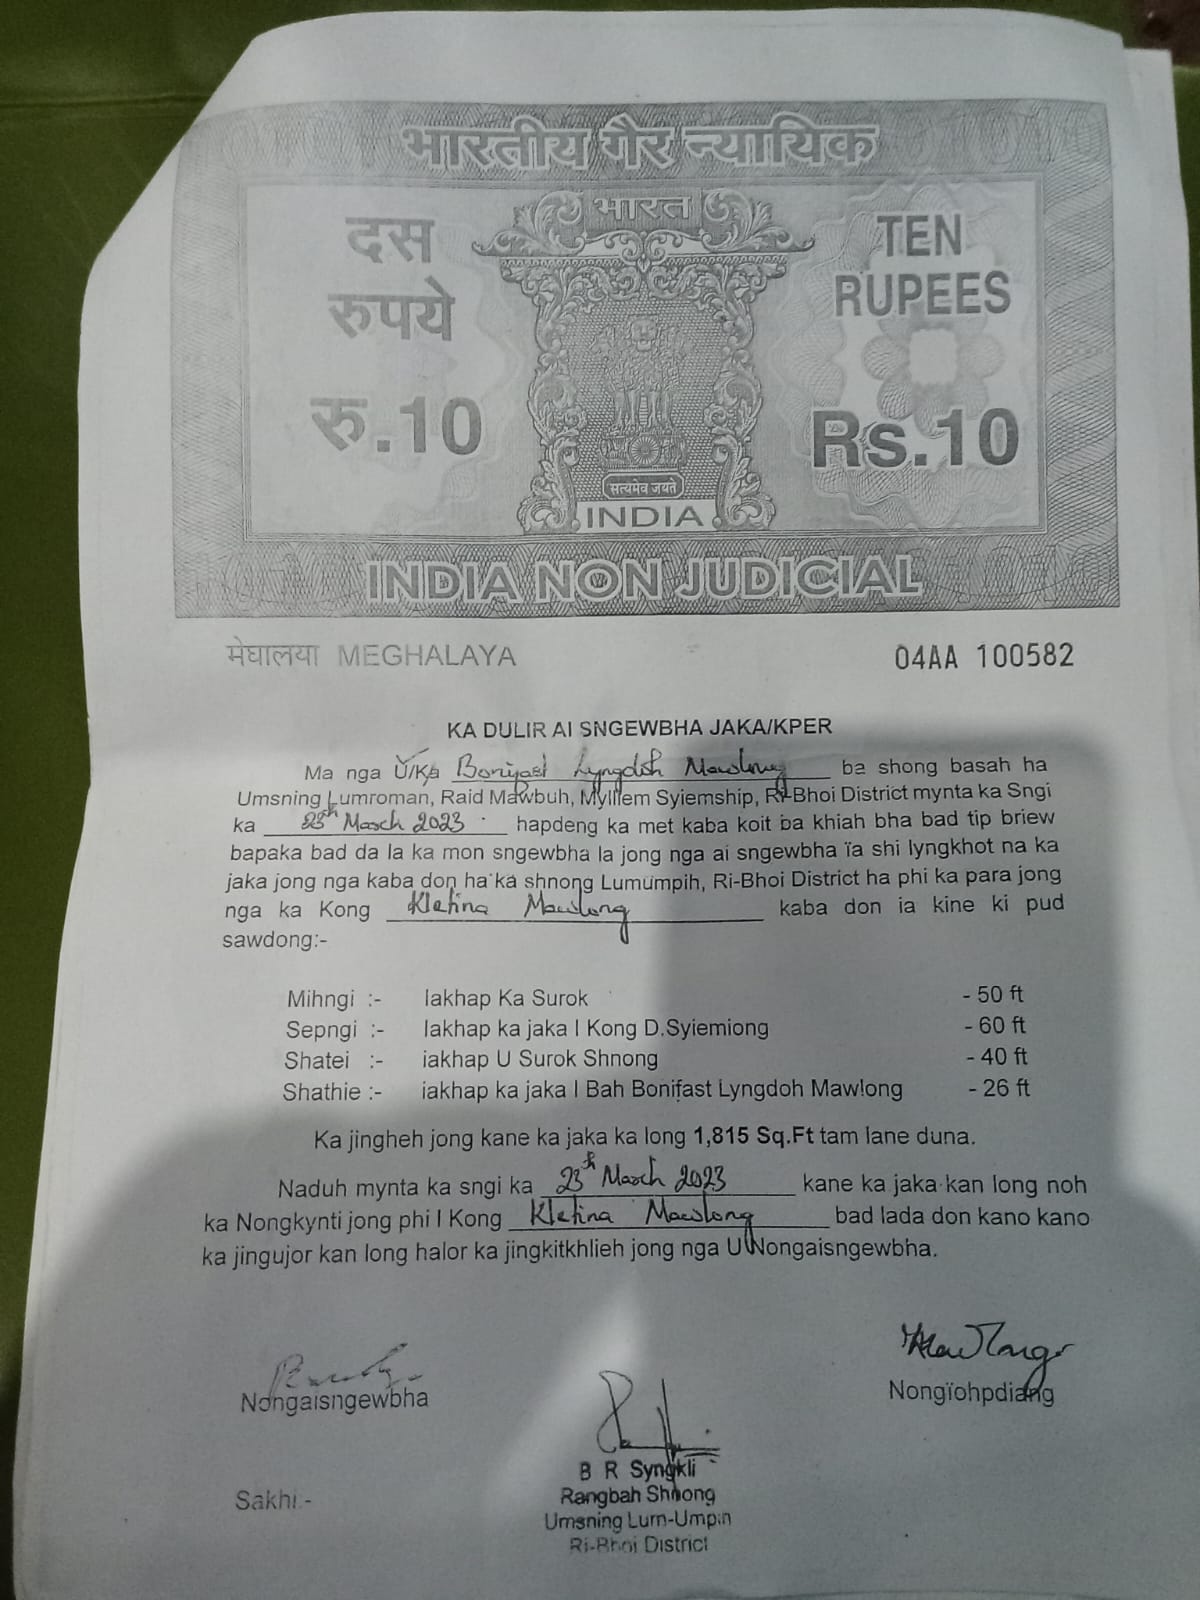 भारतीय गैर न्यायिक
भारत
दस
रुपये
रु.10
TEN
RUPEES
Rs.10
सत्यमेव जयते
INDIA
INDIA NON JUDICIAL
मेघालया MEGHALAYA 04AA 100582
KA DULIR AI SNGEWBHA JAKA/KPER
Ma nga U/Ka Bonifast Lyngdoh Mawlong ba shong basah ha
Umsning Lumroman, Raid Mawbuh, Mylliem Syiemship, Ri-Bhoi District mynta ka Sngi
ka 23th March 2023 hapdeng ka met kaba koit ba khiah bha bad tip briew
bapaka bad da la ka mon sngewbha la jong nga ai sngewbha ïa shi lyngkhot na ka
jaka jong nga kaba don ha ka shnong Lumumpih, Ri-Bhoi District ha phi ka para jong
nga ka Kong Kletina Mawlong kaba don ia kine ki pud
sawdong:-
Mihngi :- Iakhap Ka Surok - 50 ft
Sepngi :- Iakhap ka jaka I Kong D.Syiemiong - 60 ft
Shatei :- iakhap U Surok Shnong - 40 ft
Shathie :- iakhap ka jaka I Bah Bonifast Lyngdoh Mawlong - 26 ft
Ka jingheh jong kane ka jaka ka long 1,815 Sq.Ft tam lane duna.
Naduh mynta ka sngi ka 23th March 2023 kane ka jaka kan long noh
ka Nongkynti jong phi I Kong Kletina Mawlong bad lada don kano kano
ka jingujor kan long halor ka jingkitkhlieh jong nga U Nongaisngewbha.
Nongaisngewbha
KMawlong
Nongïohpdiang
B R Syngkli
Rangbah Shnong
Umsning Lum-Umpih
Ri-Bhoi District
Sakhi:-